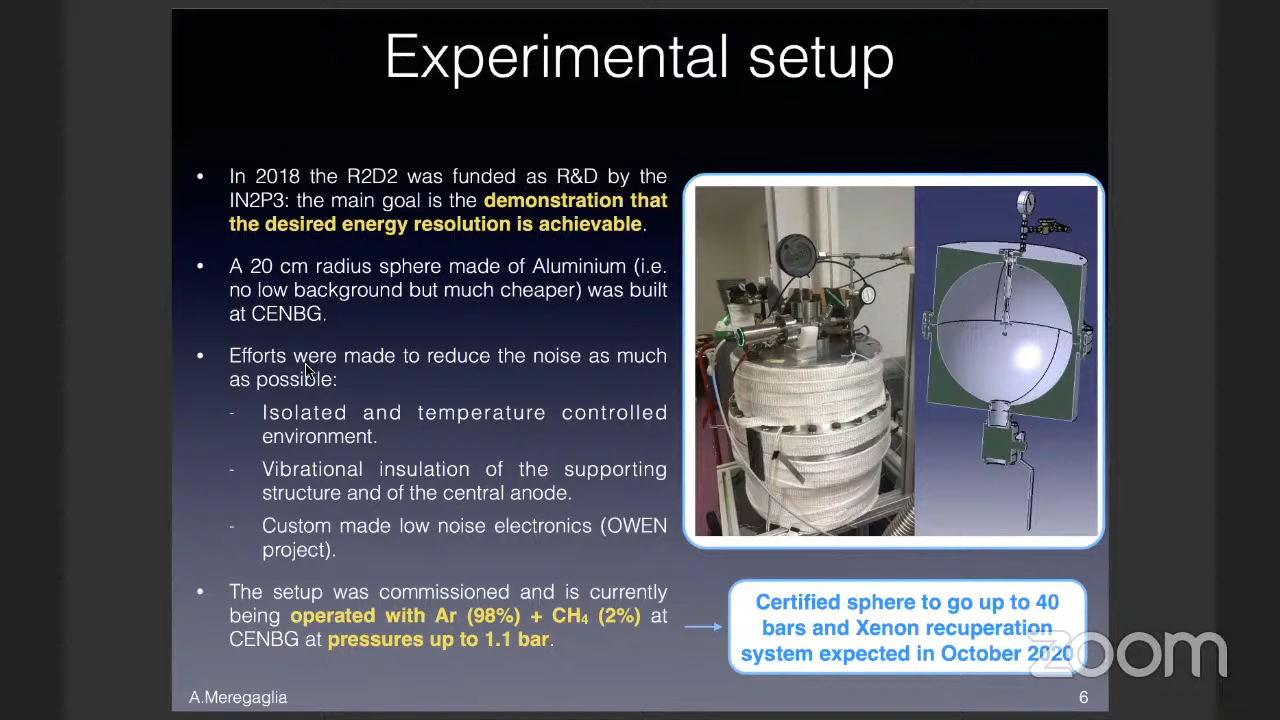 Experimental setup
• In 2018 the R2D2 was funded as R&D by the
IN2P3: the main goal is the demonstration that
the desired energy resolution is achievable.
• A 20 cm radius sphere made of Aluminium (i.e.
no low background but much cheaper) was built
at CENBG.
• Efforts were made to reduce the noise as much
as possible:
- Isolated and temperature controlled
environment.
- Vibrational insulation of the supporting
structure and of the central anode.
- Custom made low noise electronics (OWEN
project).
• The setup was commissioned and is currently
being operated with Ar (98%) + CH₄ (2%) at
CENBG at pressures up to 1.1 bar.
Certified sphere to go up to 40
bars and Xenon recuperation
system expected in October 2020
zoom
A.Meregaglia
6